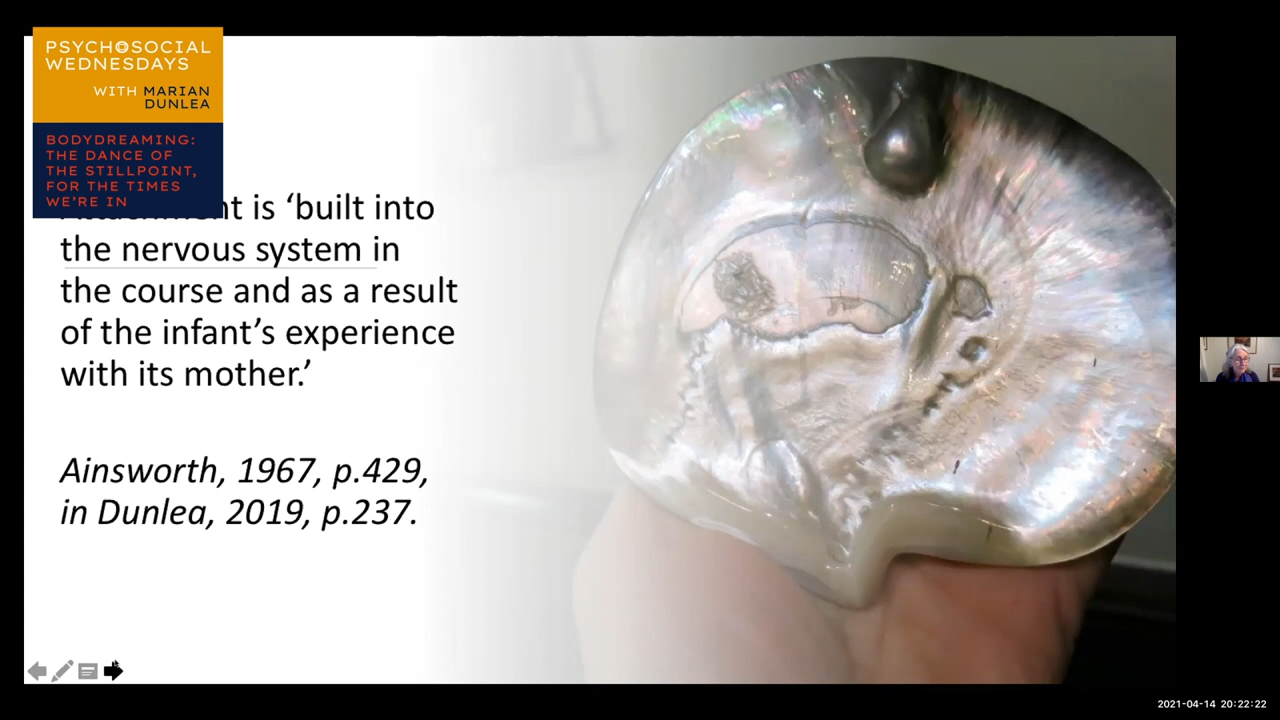 PSYCHOSOCIAL
WEDNESDAYS
WITH MARIAN
DUNLEA
BODYDREAMING:
THE DANCE OF
THE STILLPOINT,
FOR THE TIMES
WE'RE IN
is ‘built into
the nervous system in
the course and as a result
of the infant’s experience
with its mother.’
Ainsworth, 1967, p.429,
in Dunlea, 2019, p.237.
2021-04-14 20:22:22